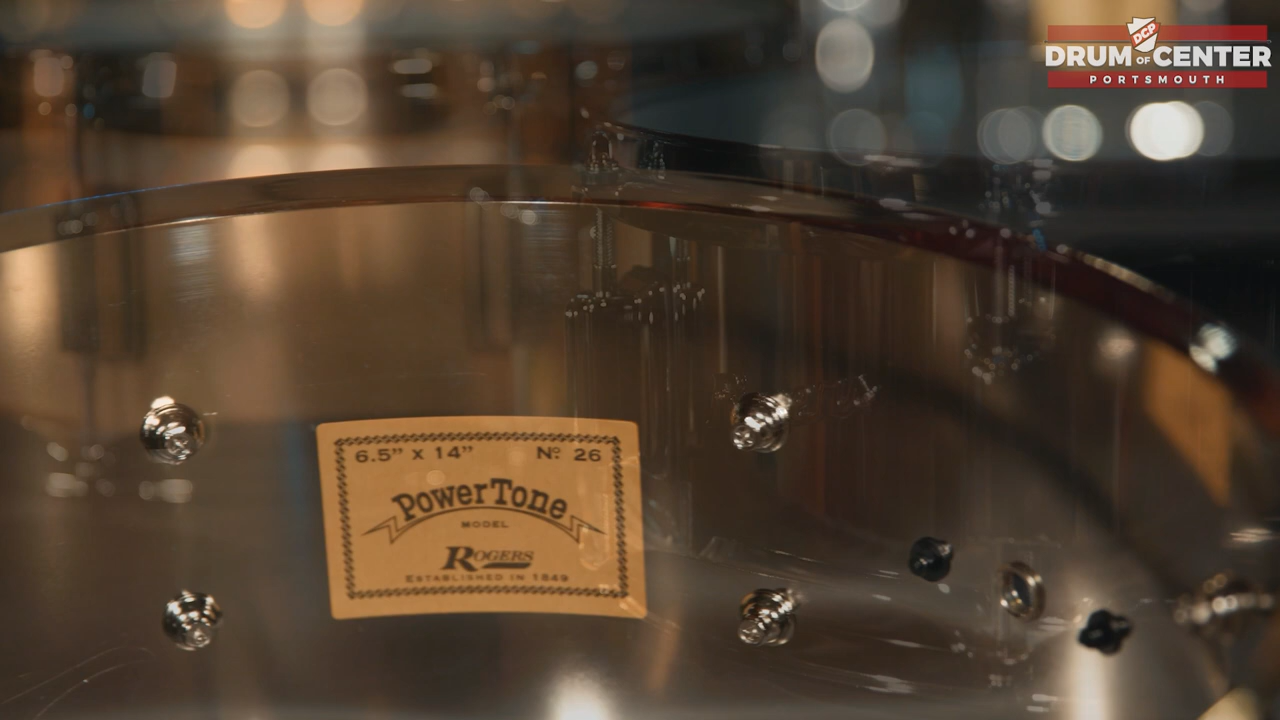 DCP
DRUM OF CENTER
PORTSMOUTH
6.5” x 14” Nº 26
PowerTone
MODEL
ROGERS
ESTABLISHED IN 1849